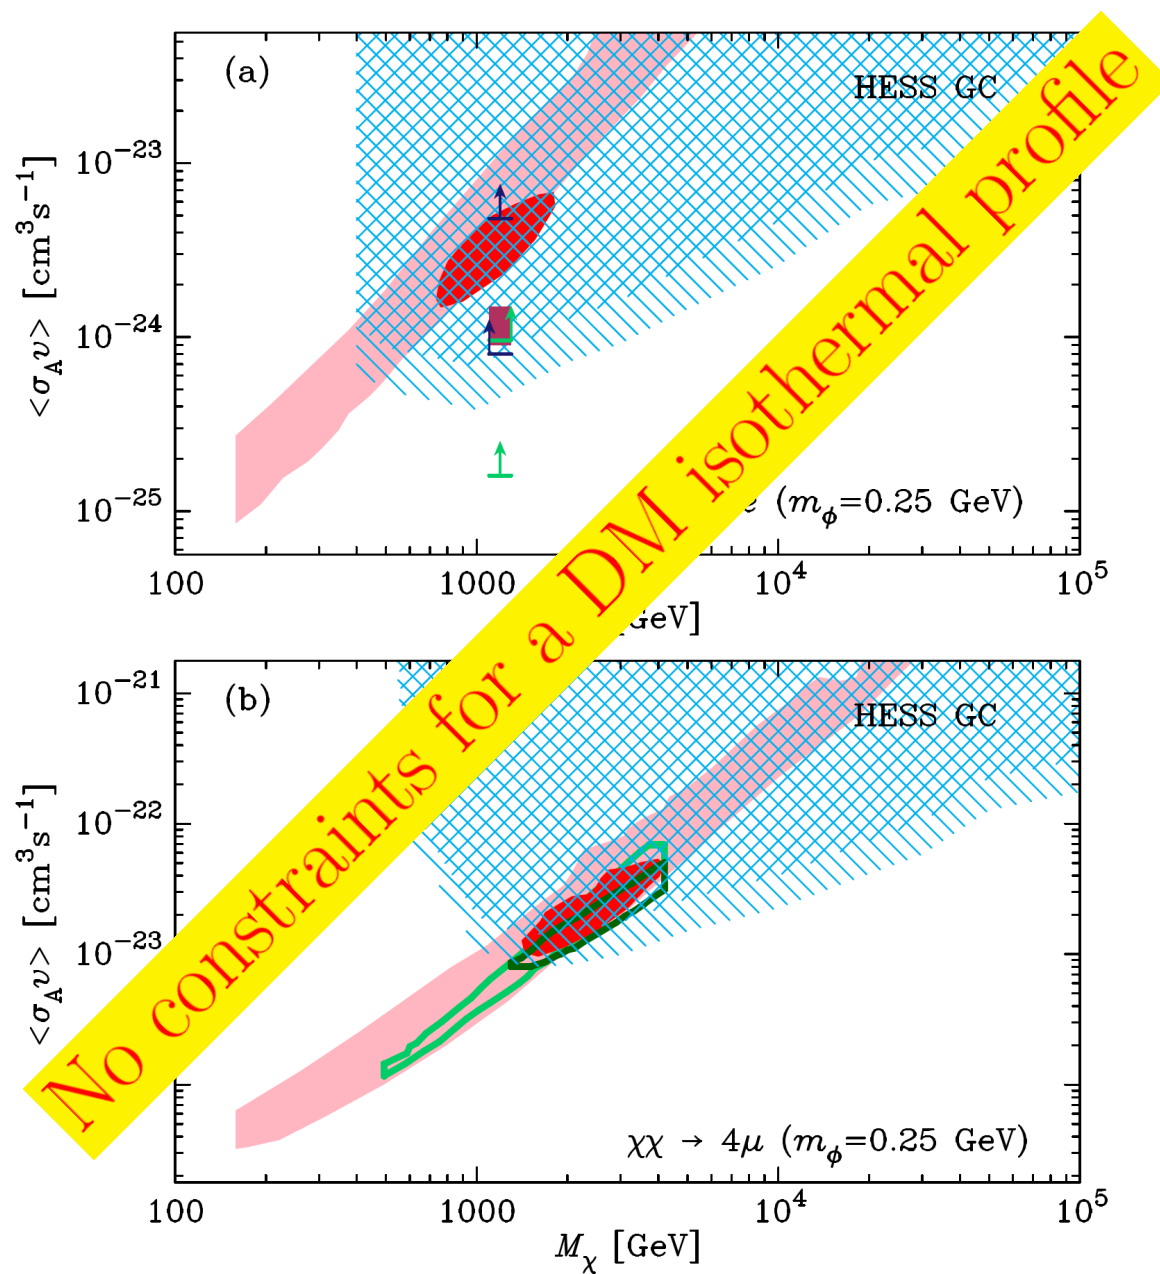 (a)
HESS GC
10⁻²³
10⁻²⁴
10⁻²⁵
<σ_A v> [cm³s⁻¹]
e (m_ϕ=0.25 GeV)
100 1000 10⁴ 10⁵
[GeV]
No constraints for a DM isothermal profile
(b)
HESS GC
10⁻²¹
10⁻²²
10⁻²³
<σ_A v> [cm³s⁻¹]
χχ → 4μ (m_ϕ=0.25 GeV)
100 1000 10⁴ 10⁵
M_χ [GeV]